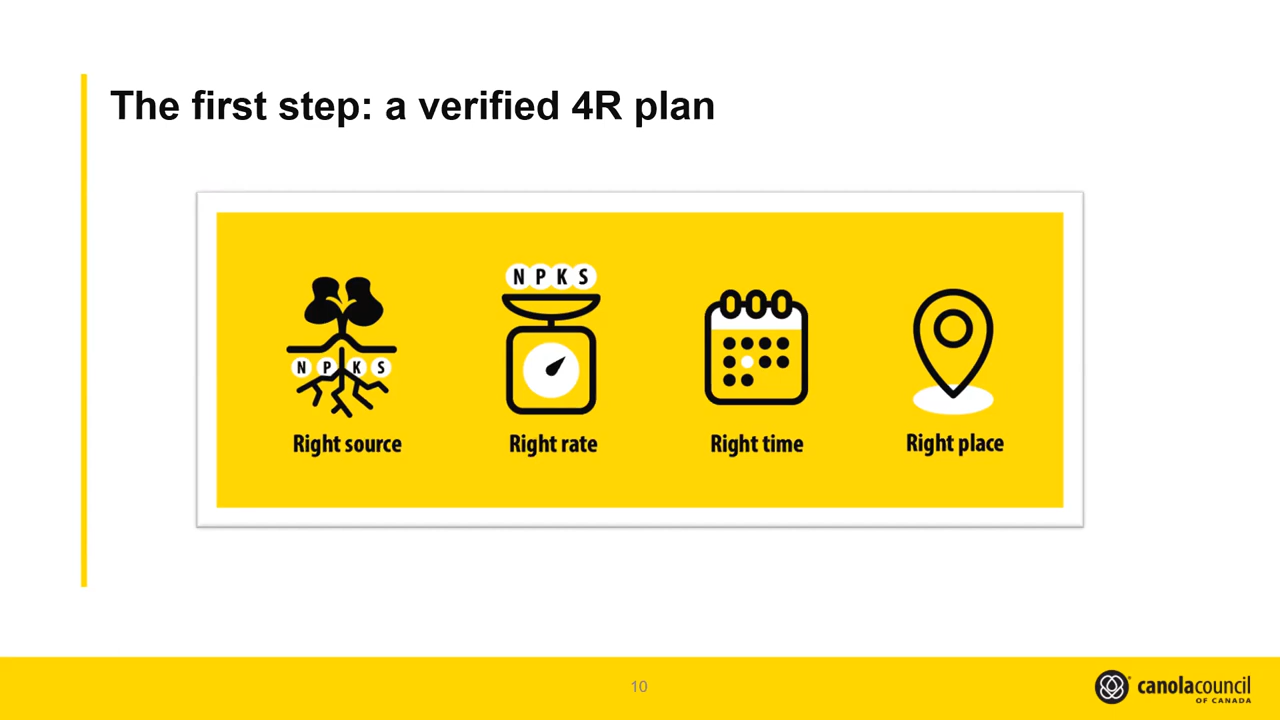 The first step: a verified 4R plan
N P K S
N P K S
Right source
Right rate
Right time
Right place
10
canolacouncil
OF CANADA